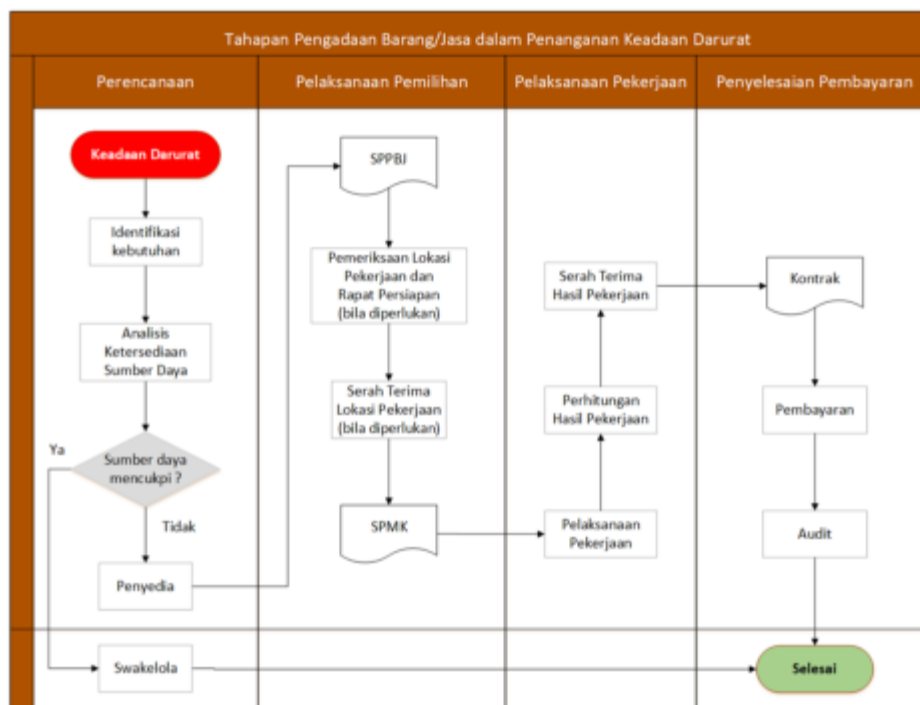 Tahapan Pengadaan Barang/Jasa dalam Penanganan Keadaan Darurat
Perencanaan
Pelaksanaan Pemilihan
Pelaksanaan Pekerjaan
Penyelesaian Pembayaran
Keadaan Darurat
Identifikasi
kebutuhan
Analisis
Ketersediaan
Sumber Daya
Ya
Sumber daya
mencukpi ?
Tidak
Penyedia
Swakelola
SPPBJ
Pemeriksaan Lokasi
Pekerjaan dan
Rapat Persiapan
(bila diperlukan)
Serah Terima
Lokasi Pekerjaan
(bila diperlukan)
SPMK
Serah Terima
Hasil Pekerjaan
Perhitungan
Hasil Pekerjaan
Pelaksanaan
Pekerjaan
Kontrak
Pembayaran
Audit
Selesai